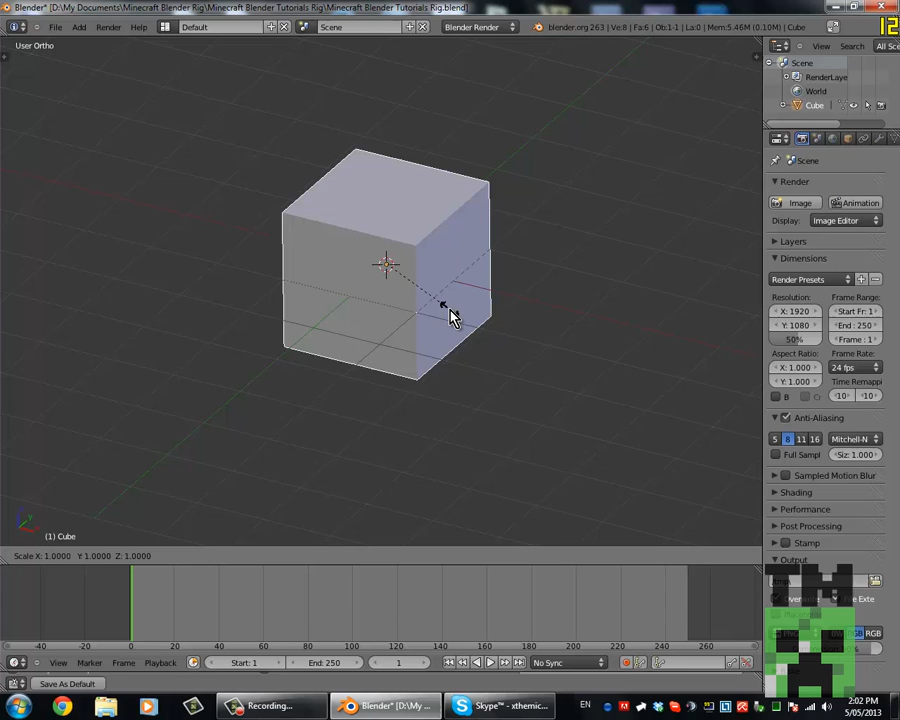 Blender* [D:\My Documents\Minecraft Blender Rig\Minecraft Blender Tutorials Rig\Minecraft Blender Tutorials Rig.blend]
File Add Render Help Default Scene Blender Render blender.org 263 | Ve:8 | Fa:6 | Ob:1-1 | La:0 | Mem:5.46M (0.10M) | Cube 12
User Ortho
View Search All Sce
Scene
RenderLaye
World
Cube
Scene
Render
Image Animation
Display: Image Editor
Layers
Dimensions
Render Presets
Resolution: Frame Range:
X: 1920 Start Fr: 1
Y: 1080 End : 250
50% Frame : 1
Aspect Ratio: Frame Rate:
X: 1.000 24 fps
Y: 1.000 Time Remappi
B 10 10
Anti-Aliasing
5 8 11 16 Mitchell-N
Full Sampl Siz: 1.000
Sampled Motion Blur
Shading
Performance
Post Processing
Stamp
Output
(1) Cube
Scale X: 1.0000 Y: 1.0000 Z: 1.0000
-40 -20 0 20 40 60 80 100 120 140 160 180 200 220 240 260
View Marker Frame Playback Start: 1 End: 250 1 No Sync
RGB
Save As Default
Recording...
Blender* [D:\My ...
Skype™ - xthemic...
EN
2:02 PM
5/05/2013